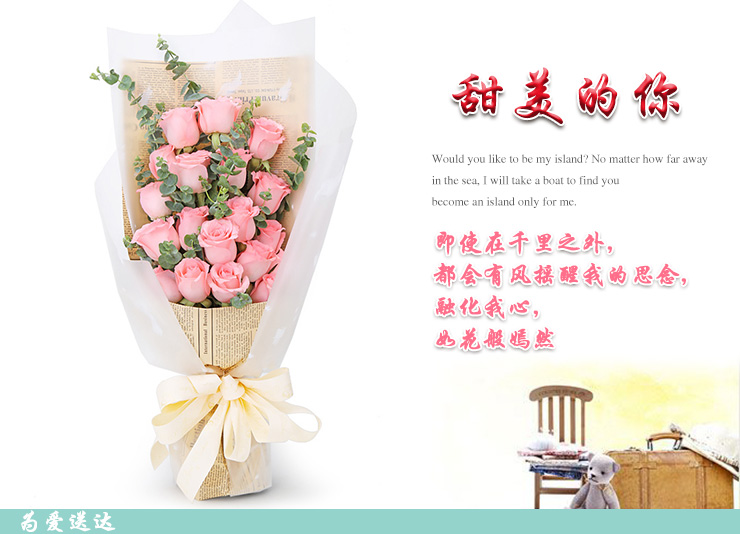 甜美的你
Would you like to be my island? No matter how far away
in the sea, I will take a boat to find you
become an island only for me.
即使在千里之外，
都会有风摇醒我的思念，
融化我心，
如花般嫣然
为爱送达